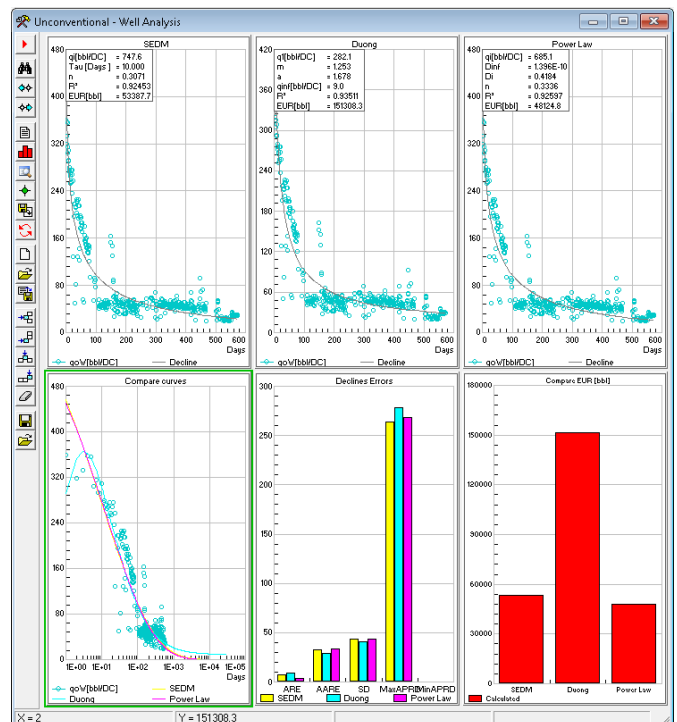 Unconventional - Well Analysis
SEDM
qi[bbl/DC] = 747.6
Tau [Days ] = 10.000
n = 0.3071
R² = 0.92453
EUR[bbl] = 53387.7
480
400
320
240
160
80
0
0 100 200 300 400 500 600
Days
qoV[bbl/DC] Decline
Duong
qi[bbl/DC] = 282.1
m = 1.253
a = 1.678
qinf[bbl/DC] = 9.0
R² = 0.93511
EUR[bbl] = 151308.3
420
360
300
240
180
120
60
0
0 100 200 300 400 500 600
Days
qoV[bbl/DC] Decline
Power Law
qi[bbl/DC] = 685.1
Dinf = 1.396E-10
Di = 0.4184
n = 0.3336
R² = 0.92597
EUR[bbl] = 48124.8
480
400
320
240
160
80
0
0 100 200 300 400 500 600
Days
qoV[bbl/DC] Decline
Compare curves
480
400
320
240
160
80
0
1E+00 1E+01 1E+02 1E+03 1E+04 1E+05
Days
qoV[bbl/DC] SEDM
Duong Power Law
Declines Errors
300
250
200
150
100
50
0
ARE AARE SD MaxAPRD MinAPRD
SEDM Duong Power Law
Compare EUR [bbl]
180000
150000
120000
90000
60000
30000
0
SEDM Duong Power Law
Calculated
X = 2 Y = 151308.3